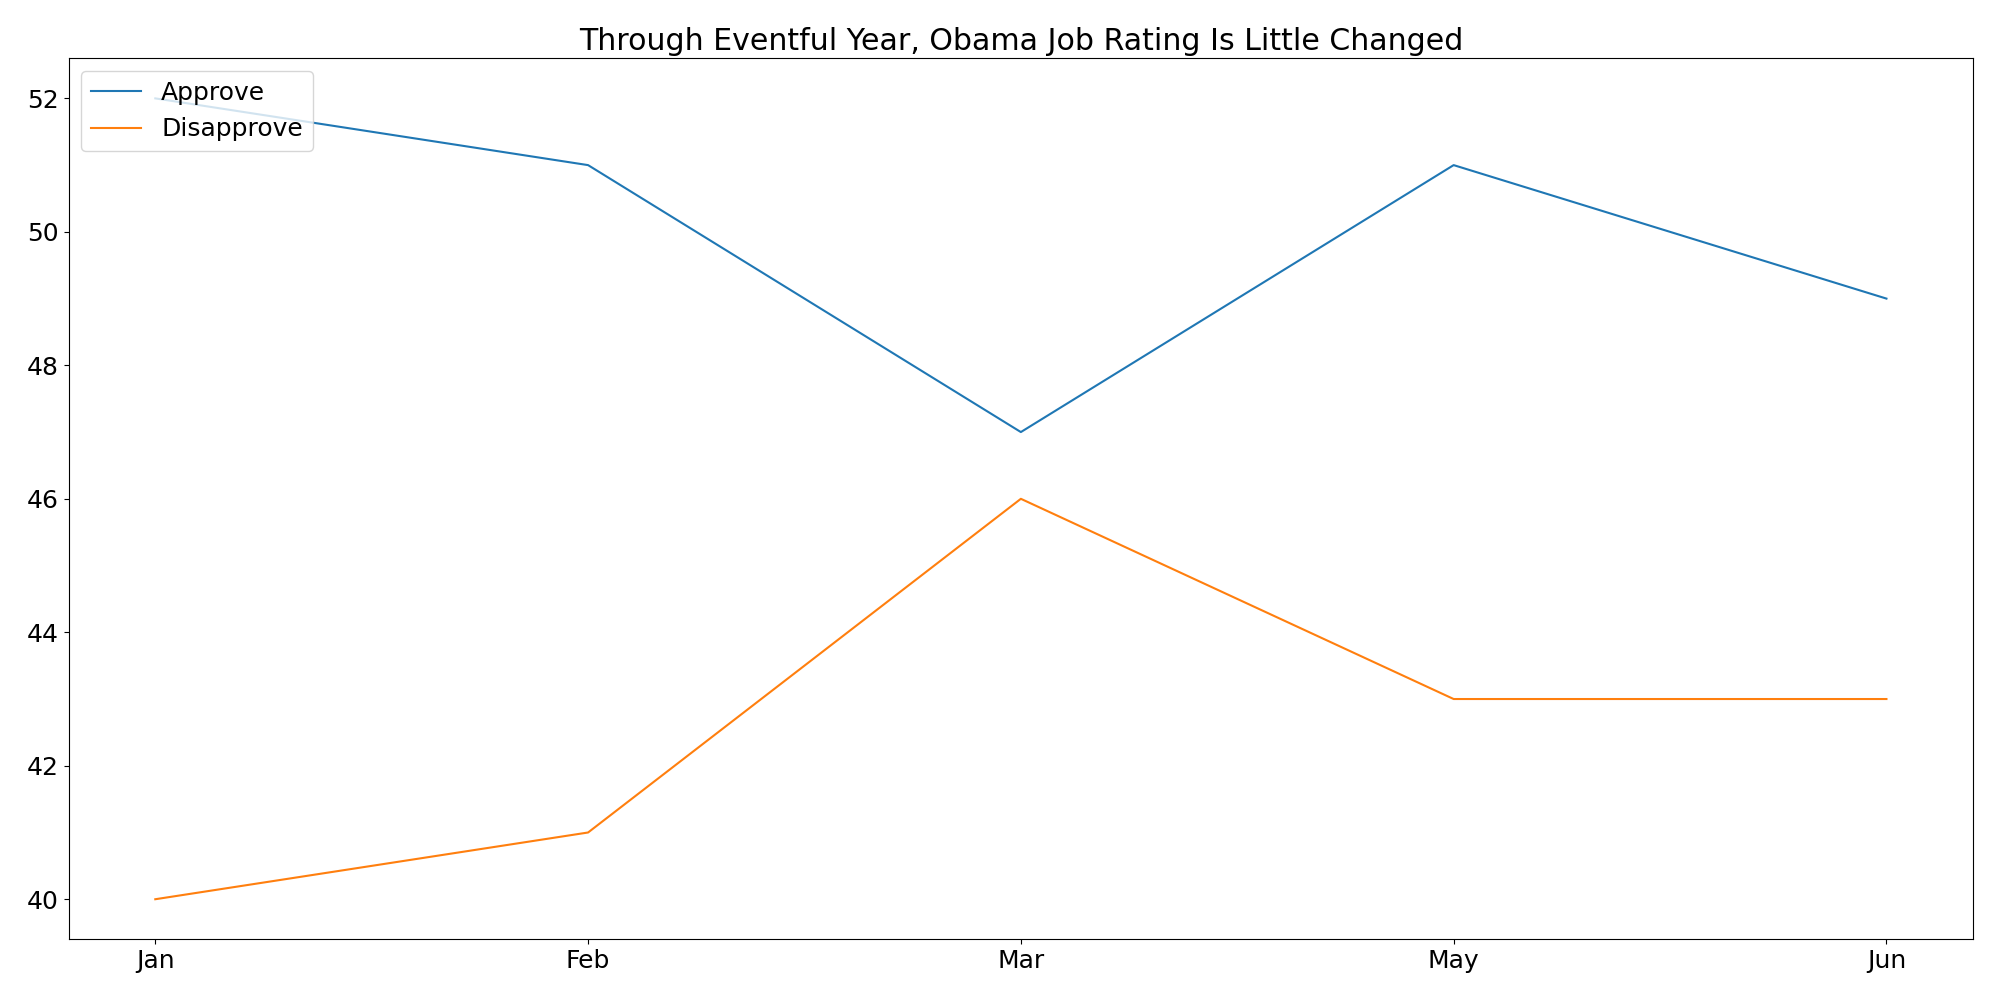 Through Eventful Year, Obama Job Rating Is Little Changed
Approve
Disapprove
52
50
48
46
44
42
40
Jan Feb Mar May Jun